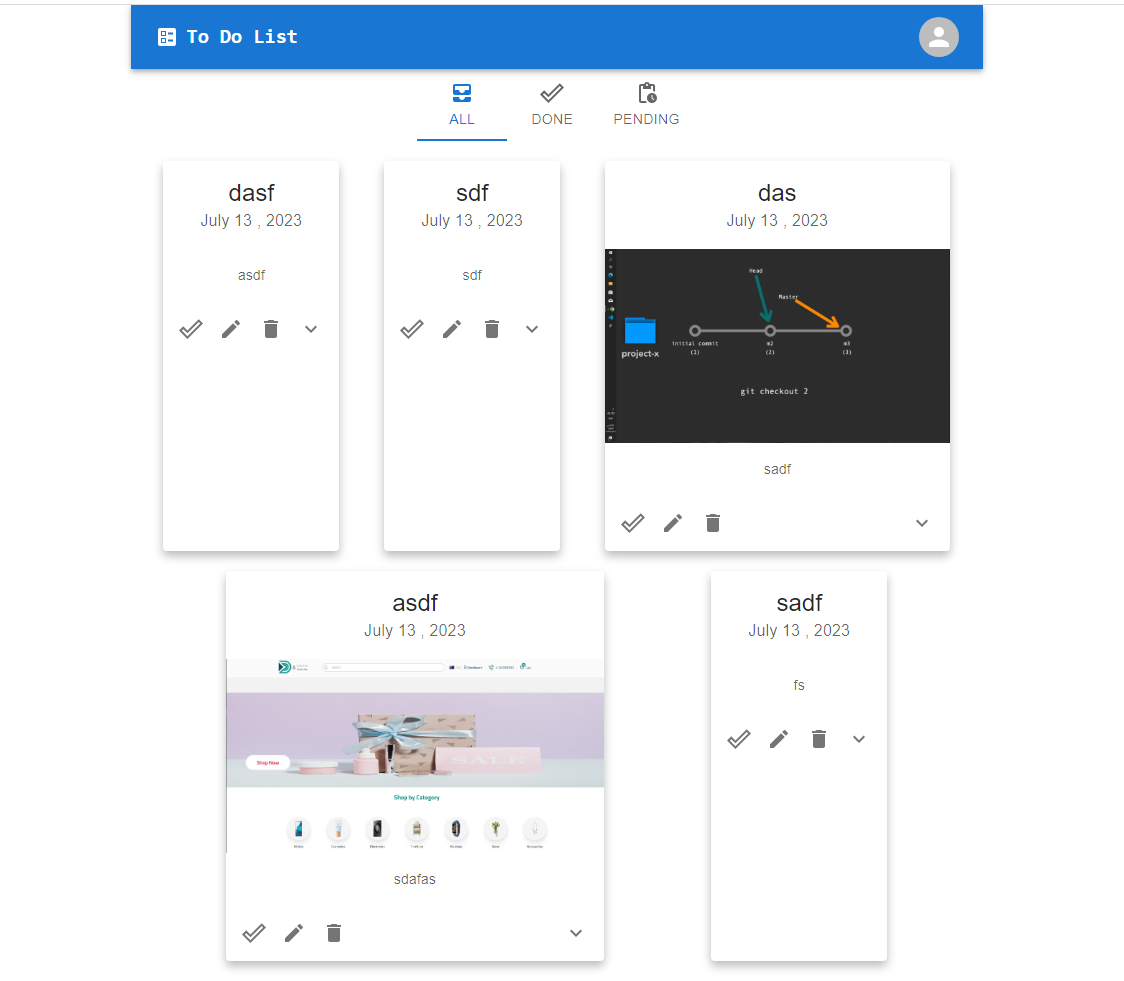 To Do List
ALL
DONE
PENDING
dasf
July 13 , 2023
asdf
sdf
July 13 , 2023
sdf
das
July 13 , 2023
Head
Master
project-x
initial commit
(1)
m2
(2)
m3
(3)
git checkout 2
sadf
asdf
July 13 , 2023
Shop Now
SALE
Shop by Category
sdafas
sadf
July 13 , 2023
fs